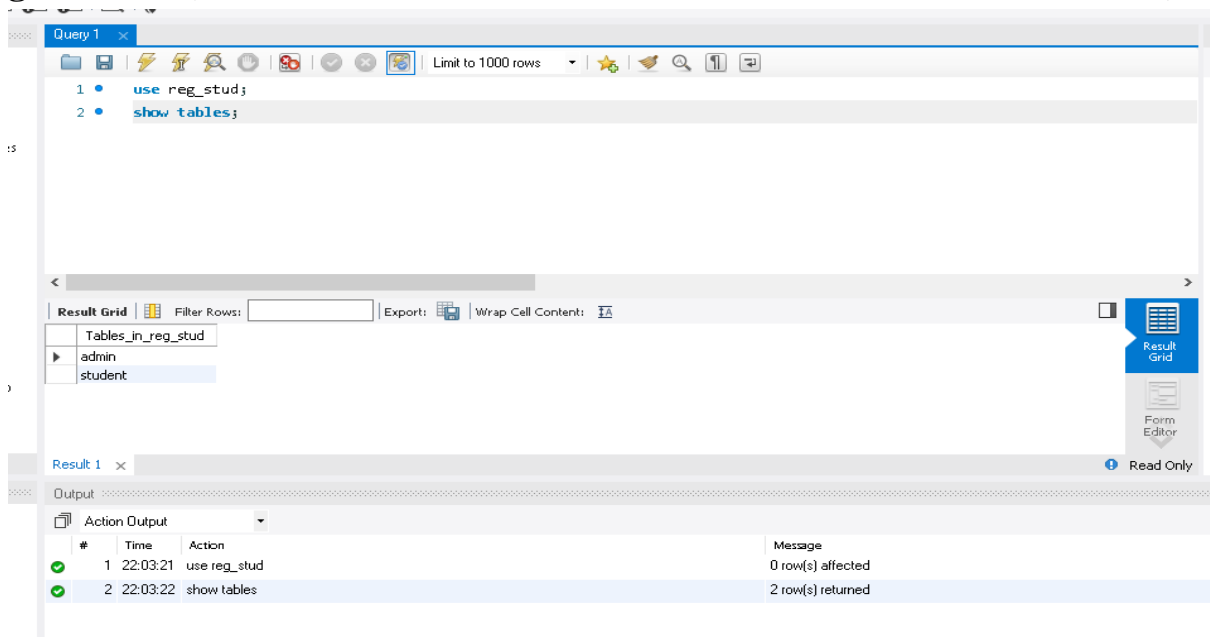 Query 1
Limit to 1000 rows
1 use reg_stud;
2 show tables;
Result Grid Filter Rows: Export: Wrap Cell Content:
Tables_in_reg_stud
admin
student
Result Grid
Form Editor
Result 1 Read Only
Output
Action Output
# Time Action Message
1 22:03:21 use reg_stud 0 row(s) affected
2 22:03:22 show tables 2 row(s) returned